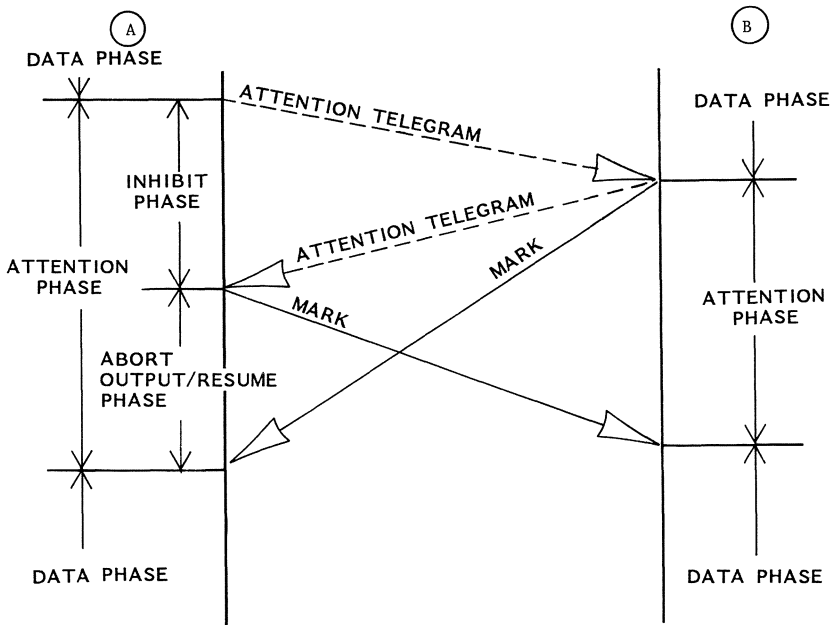 A
B
DATA PHASE
ATTENTION TELEGRAM
DATA PHASE
INHIBIT
PHASE
ATTENTION TELEGRAM
MARK
ATTENTION
PHASE
MARK
ATTENTION
PHASE
ABORT
OUTPUT/RESUME
PHASE
DATA PHASE
DATA PHASE